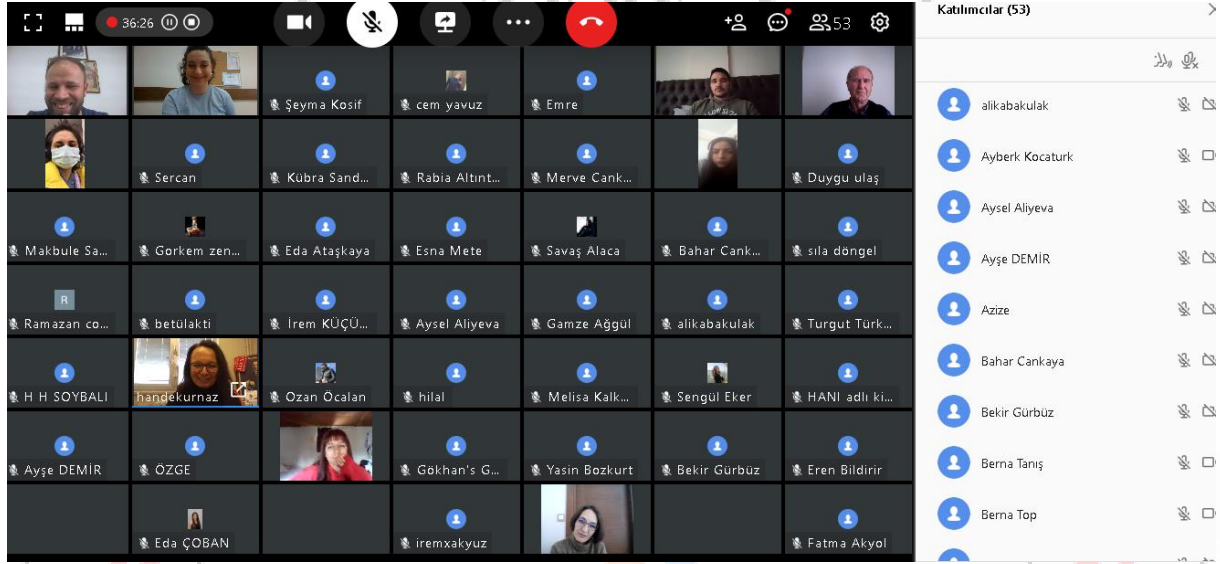 36:26
53
Katılımcılar (53)
Şeyma Kosif
cem yavuz
Emre
Sercan
Kübra Sand...
Rabia Altınt...
Merve Cank...
Duygu ulaş
Makbule Sa...
Gorkem zen...
Eda Ataşkaya
Esna Mete
Savaş Alaca
Bahar Cank...
sıla döngel
R
Ramazan co...
betülakti
İrem KÜÇÜ...
Aysel Aliyeva
Gamze Ağgül
alikabakulak
Turgut Türk...
H H SOYBALI
handekurnaz
Ozan Öcalan
hilal
Melisa Kalk...
Sengül Eker
HANI adlı ki...
Ayşe DEMİR
ÖZGE
Gökhan's G...
Yasin Bozkurt
Bekir Gürbüz
Eren Bildirir
Eda ÇOBAN
iremxakyuz
Fatma Akyol
alikabakulak
Ayberk Kocaturk
Aysel Aliyeva
Ayşe DEMİR
Azize
Bahar Cankaya
Bekir Gürbüz
Berna Tanış
Berna Top